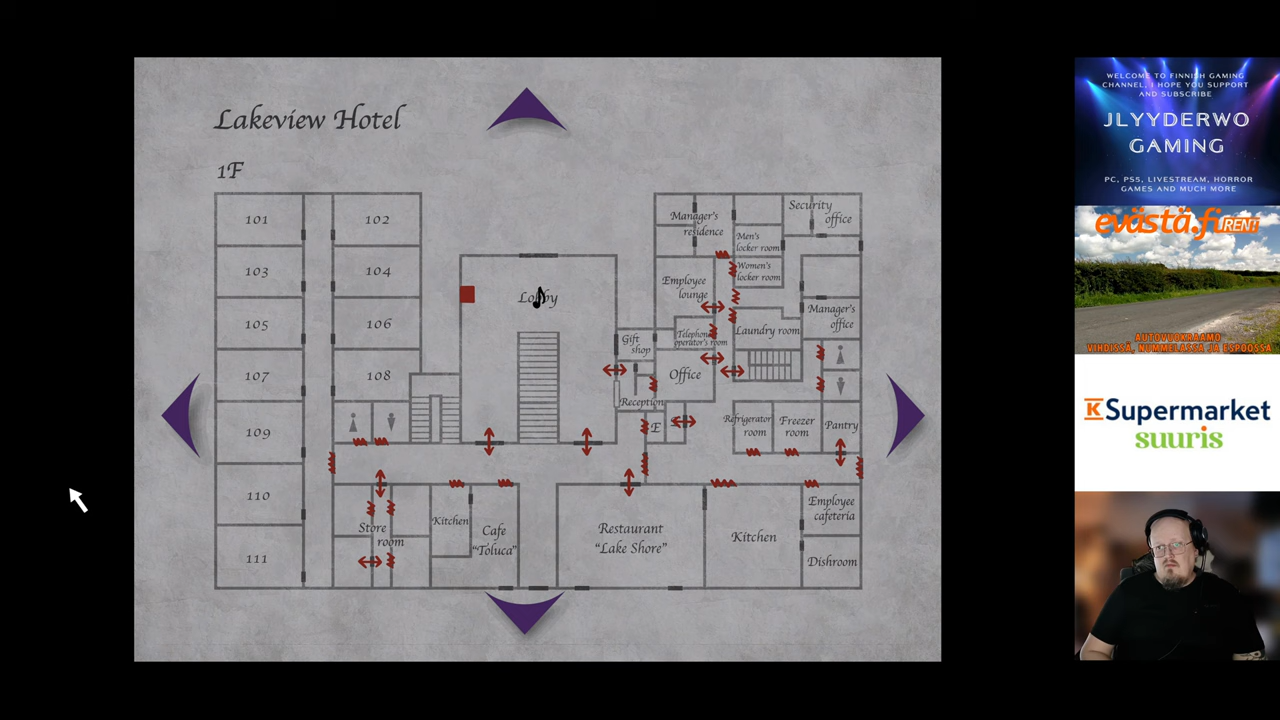 Lakeview Hotel
1F
101
102
103
104
105
106
107
108
109
110
111
Lobby
Manager's
residence
Security
office
Men's
locker room
Women's
locker room
Employee
lounge
Telephone
operator's room
Laundry room
Manager's
office
Gift
shop
Office
Reception
E
Refrigerator
room
Freezer
room
Pantry
Store
room
Kitchen
Cafe
"Toluca"
Restaurant
"Lake Shore"
Kitchen
Employee
cafeteria
Dishroom
WELCOME TO FINNISH GAMING
CHANNEL, I HOPE YOU SUPPORT
AND SUBSCRIBE
JLYYDERWO
GAMING
PC, PS5, LIVESTREAM, HORROR
GAMES AND MUCH MORE
evästä.fi RENT
AUTOVUOKAAMO
VIHDISSÄ, NUMMELASSA JA ESPOOSSA
K Supermarket
suuris